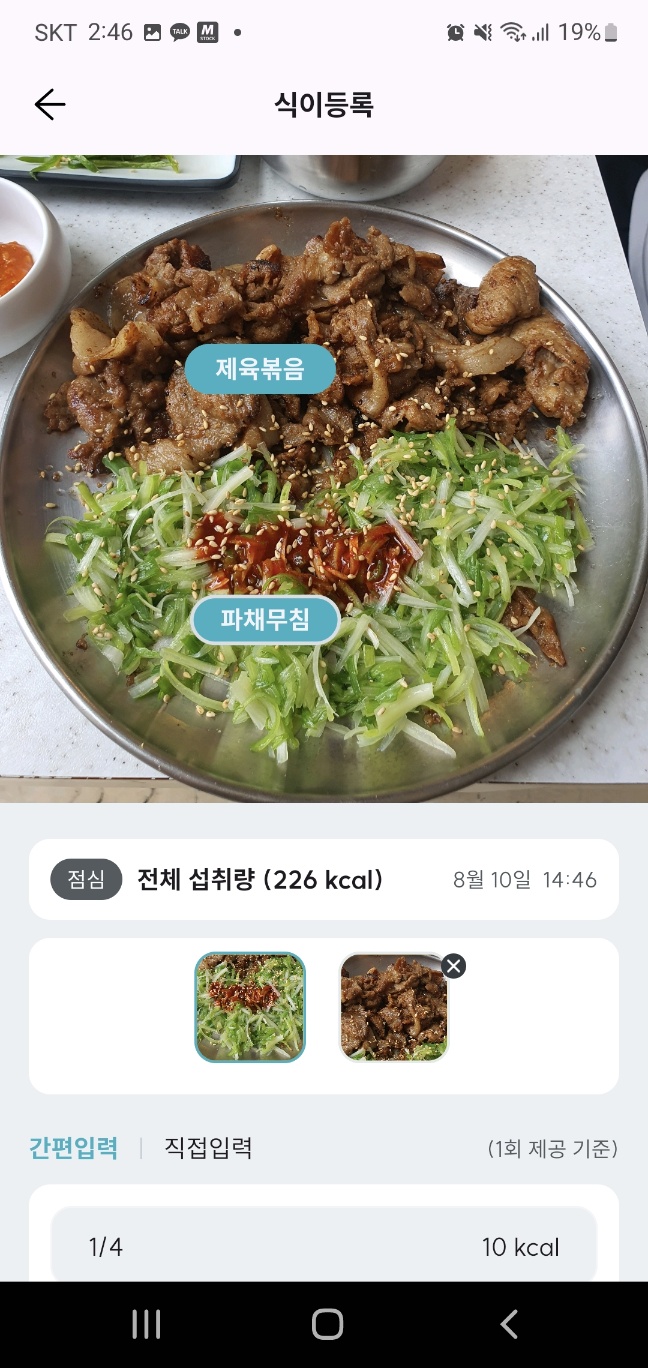 SKT 2:46 TALK M STOCK 19%
식이등록
제육볶음
파채무침
점심 전체 섭취량 (226 kcal) 8월 10일 14:46
간편입력 | 직접입력 (1회 제공 기준)
1/4 10 kcal